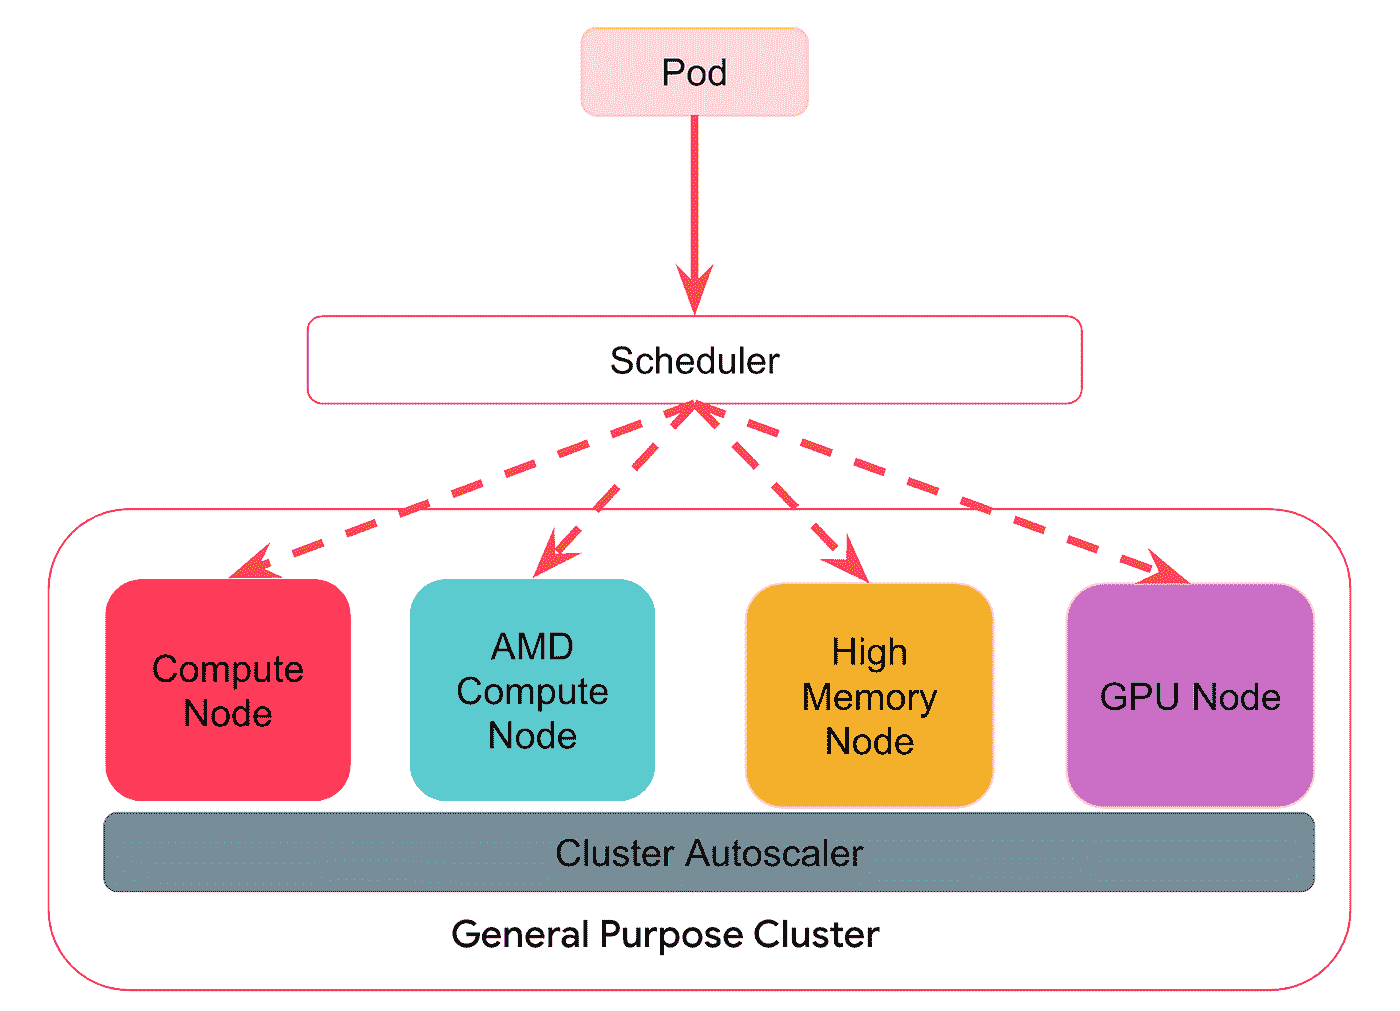 Pod
Scheduler
Compute
Node
AMD
Compute
Node
High
Memory
Node
GPU Node
Cluster Autoscaler
General Purpose Cluster